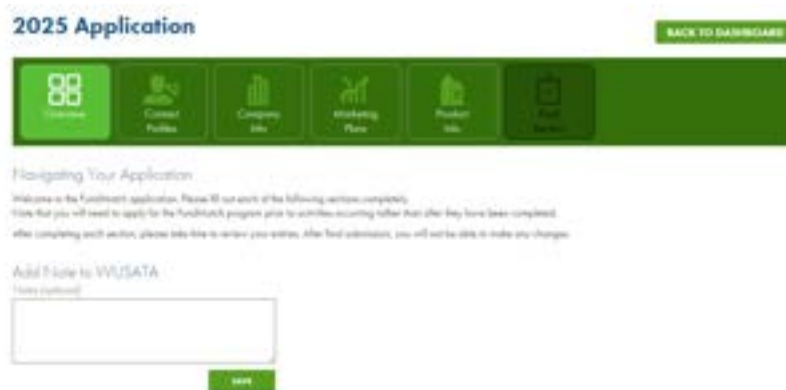 2025 Application
BACK TO DASHBOARD
Overview
Contact
Profiles
Company
Info
Marketing
Plans
Product
Info
Final
Review
Navigating Your Application
Welcome to the FundMatch application. Please fill out each of the following sections completely.
Note that you will need to apply for the FundMatch program prior to activities occurring rather than after they have been completed.
After completing each section, please take time to review your entries. After final submission, you will not be able to make any changes.
Add Note to WUSATA
Notes (optional)
SAVE